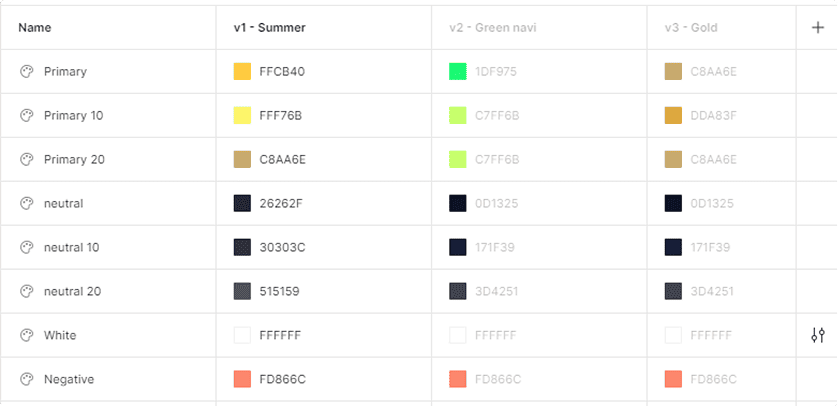 Name v1 - Summer v2 - Green navi v3 - Gold
Primary FFCB40 1DF975 C8AA6E
Primary 10 FFF76B C7FF6B DDA83F
Primary 20 C8AA6E C7FF6B C8AA6E
neutral 26262F 0D1325 0D1325
neutral 10 30303C 171F39 171F39
neutral 20 515159 3D4251 3D4251
White FFFFFF FFFFFF FFFFFF
Negative FD866C FD866C FD866C